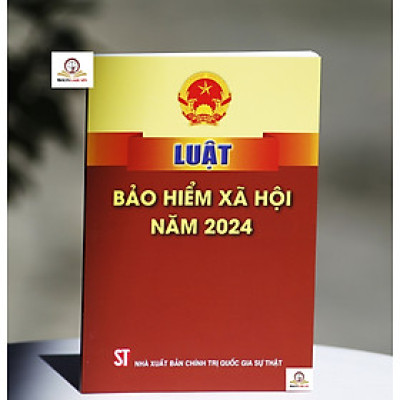 LUẬT
BẢO HIỂM XÃ HỘI
NĂM 2024
ST NHÀ XUẤT BẢN CHÍNH TRỊ QUỐC GIA SỰ THẬT